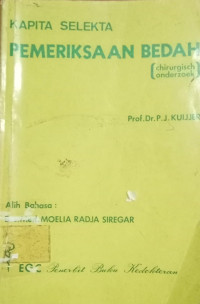 KAPITA SELEKTA
PEMERIKSAAN BEDAH
(chirurgisch
onderzoek)
Prof.Dr.P.J. KUIJJER
Alih Bahasa :
MOELIA RADJA SIREGAR
EGC Penerbit Buku Kedokteran